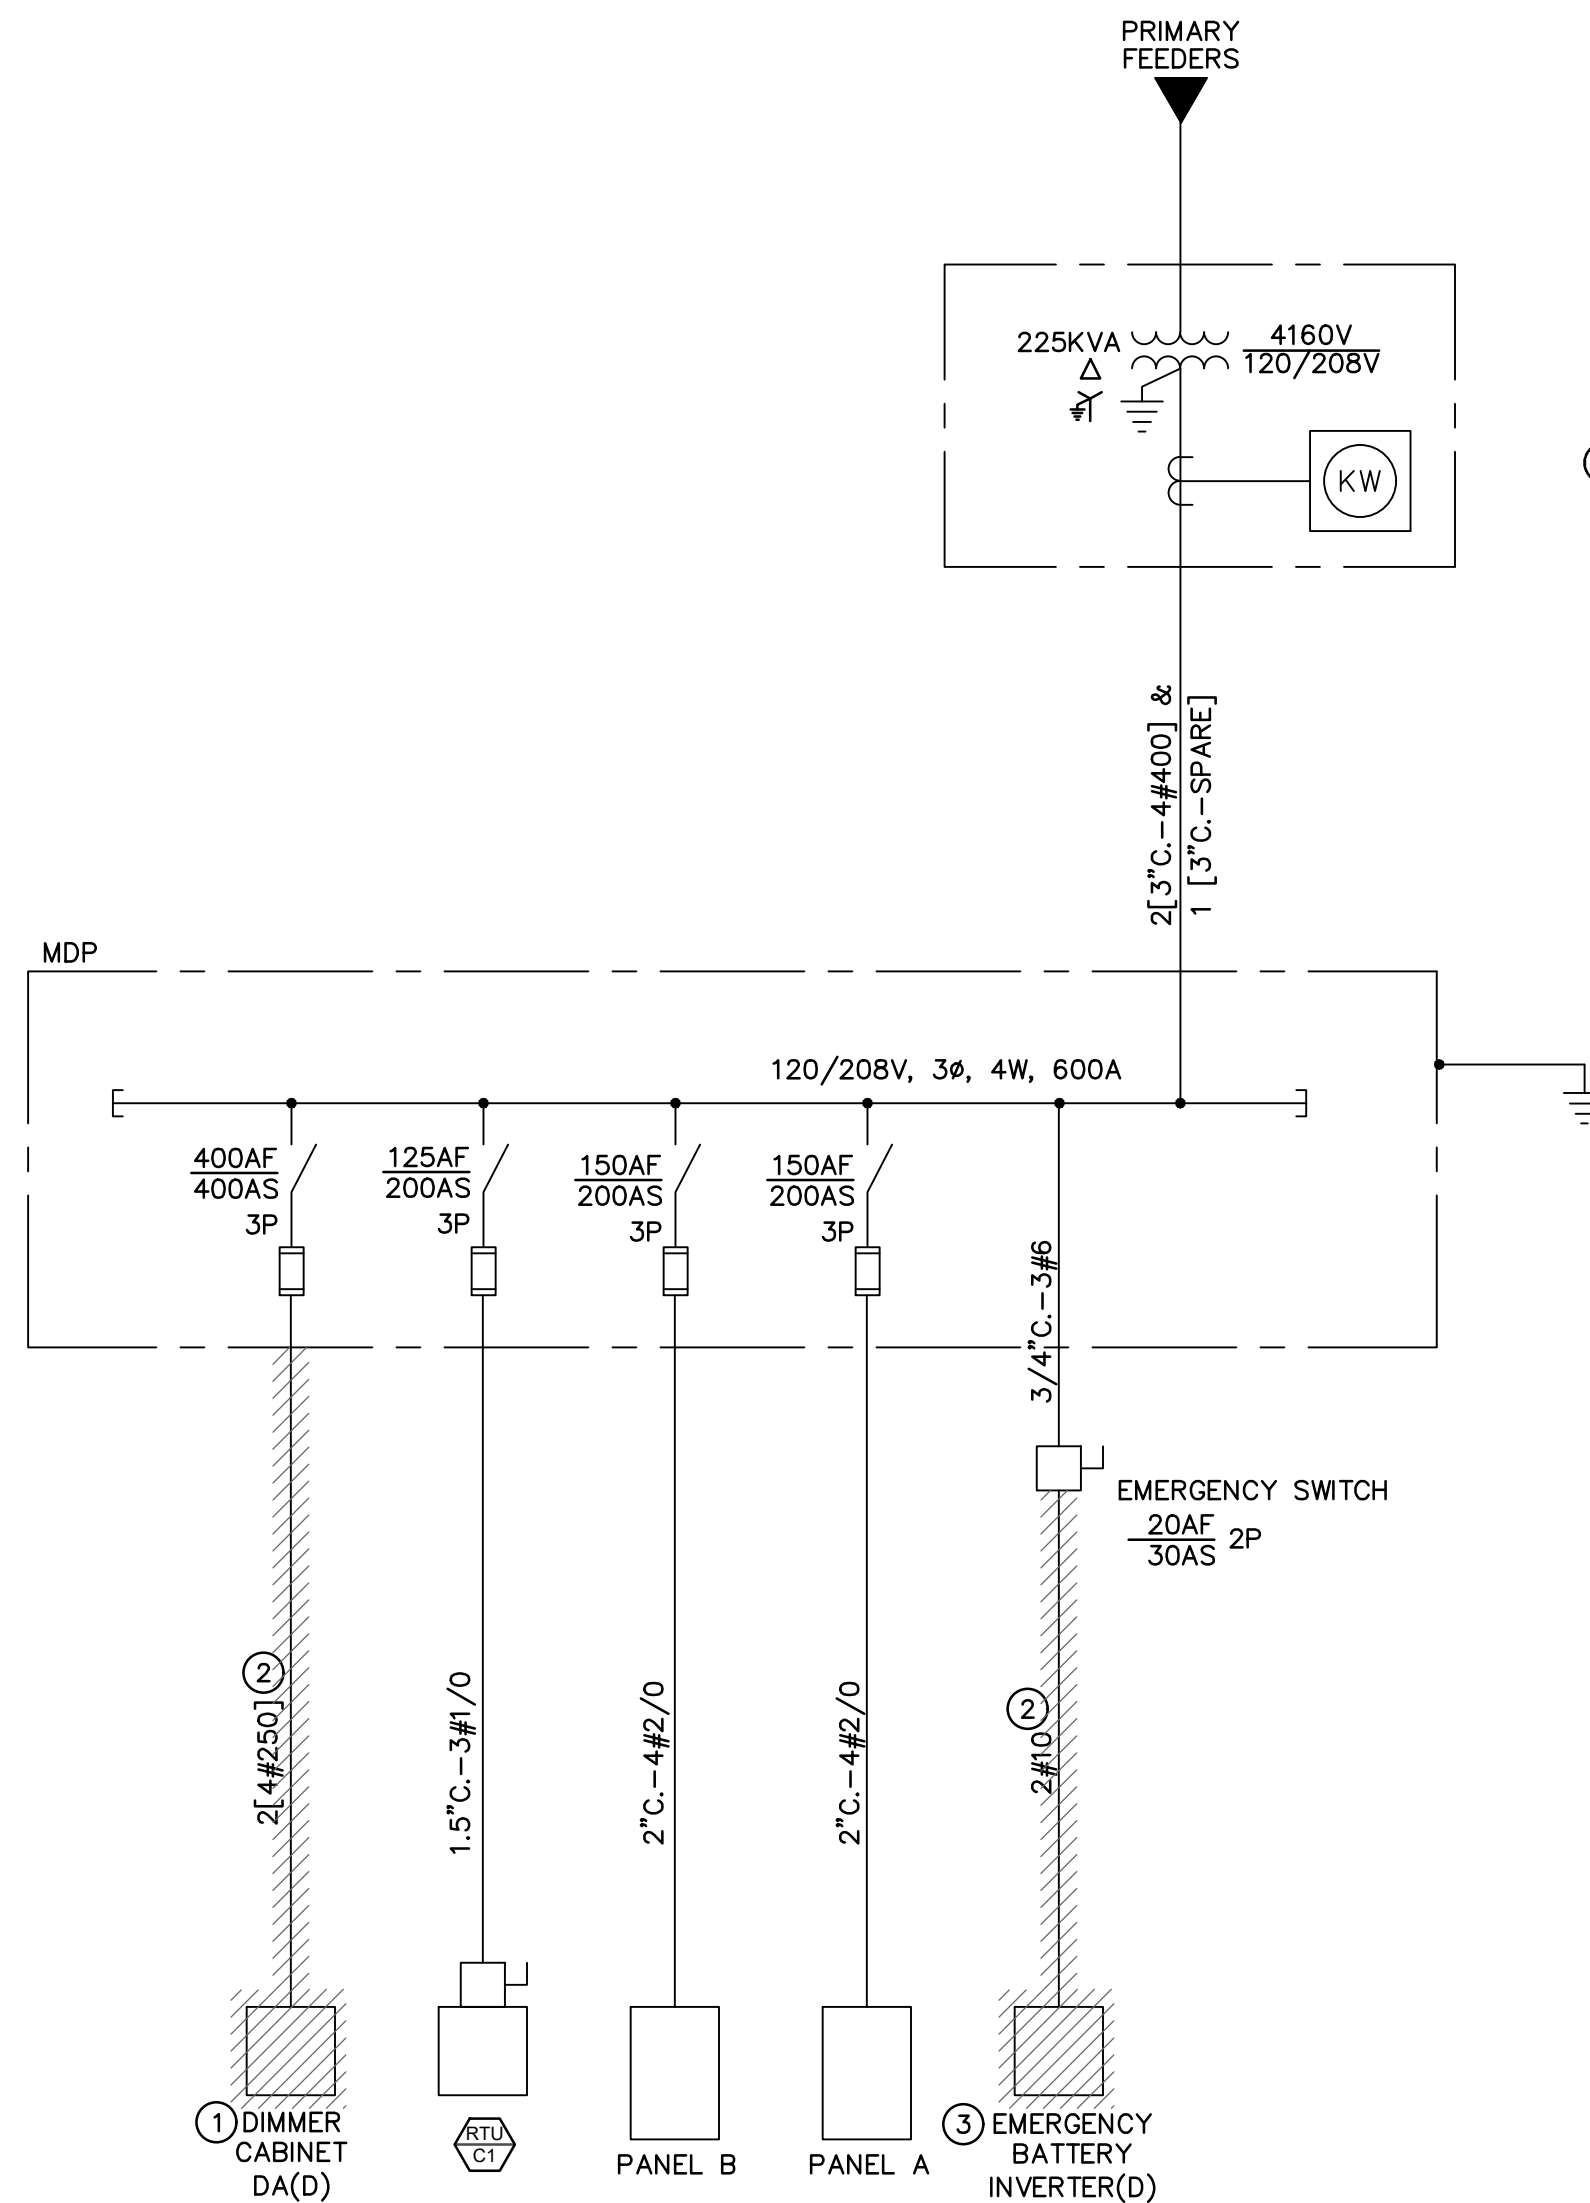 PRIMARY
FEEDERS
225KVA
4160V
120/208V
KW
2[3"C.-4#400] &
1 [3"C.-SPARE]
MDP
120/208V, 3ø, 4W, 600A
400AF
400AS
3P
125AF
200AS
3P
150AF
200AS
3P
150AF
200AS
3P
3/4"C.-3#6
EMERGENCY SWITCH
20AF
30AS 2P
2
2[4#250]
1.5"C.-3#1/0
2"C.-4#2/0
2"C.-4#2/0
2
2#10
1 DIMMER
CABINET
DA(D)
RTU
C1
PANEL B
PANEL A
3 EMERGENCY
BATTERY
INVERTER(D)